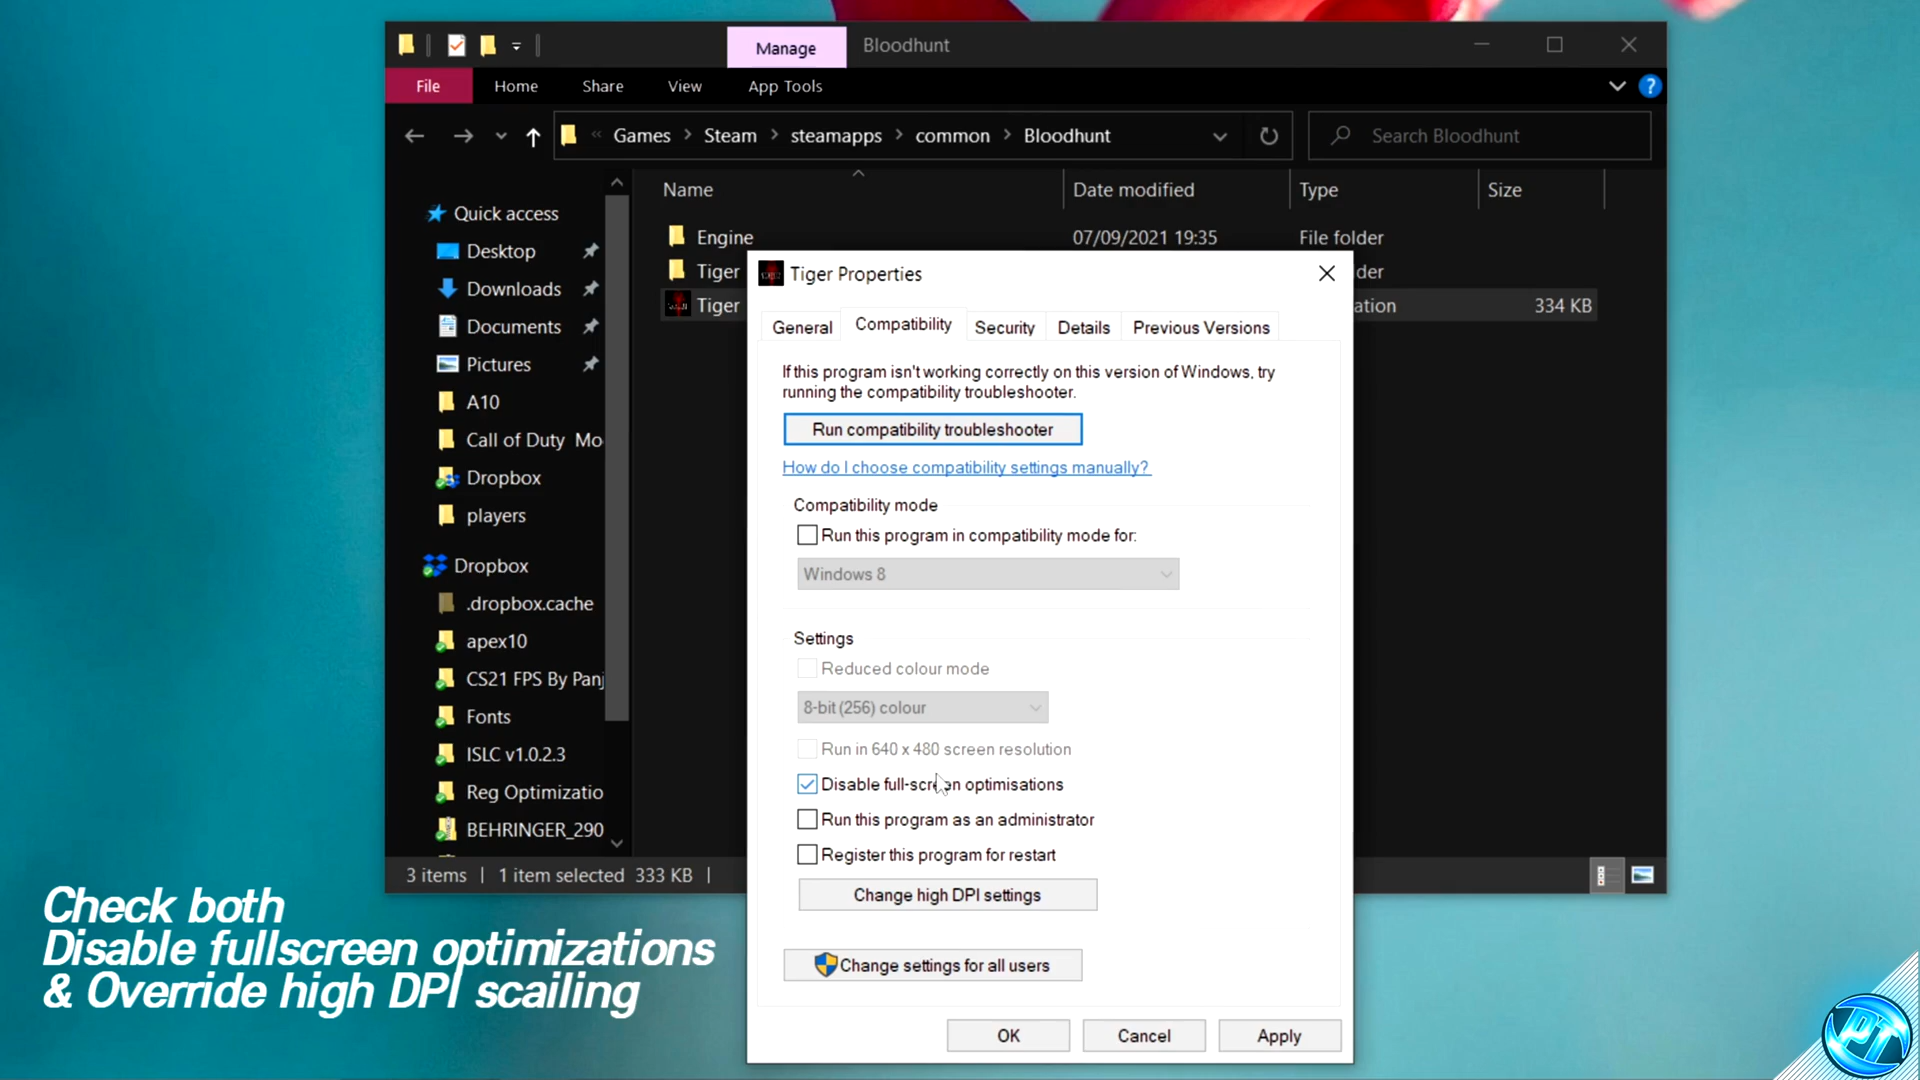 Manage
Bloodhunt
File
Home
Share
View
App Tools
?
« Games > Steam > steamapps > common > Bloodhunt
Search Bloodhunt
Name
Date modified
Type
Size
Quick access
Desktop
Downloads
Documents
Pictures
A10
Call of Duty Mo
Dropbox
players
Dropbox
.dropbox.cache
apex10
CS21 FPS By Panj
Fonts
ISLC v1.0.2.3
Reg Optimizatio
BEHRINGER_290
Engine
07/09/2021 19:35
File folder
Tiger
lder
Tiger
ation
334 KB
3 items
1 item selected 333 KB
Tiger Properties
General
Compatibility
Security
Details
Previous Versions
If this program isn't working correctly on this version of Windows, try
running the compatibility troubleshooter.
Run compatibility troubleshooter
How do I choose compatibility settings manually?
Compatibility mode
Run this program in compatibility mode for:
Windows 8
Settings
Reduced colour mode
8-bit (256) colour
Run in 640 x 480 screen resolution
Disable full-screen optimisations
Run this program as an administrator
Register this program for restart
Change high DPI settings
Change settings for all users
OK
Cancel
Apply
Check both
Disable fullscreen optimizations
& Override high DPI scailing